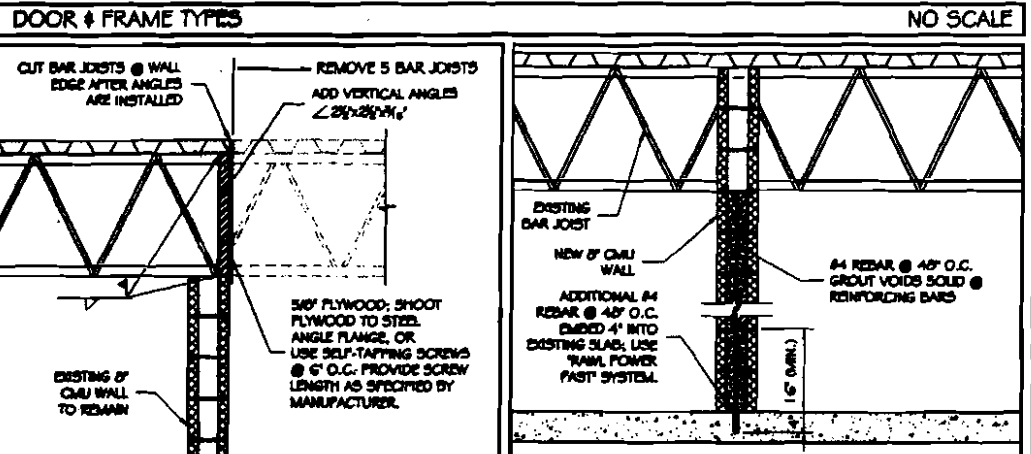 DOOR & FRAME TYPES
NO SCALE
CUT BAR JOISTS @ WALL
EDGE AFTER ANGLES
ARE INSTALLED
REMOVE 5 BAR JOISTS
ADD VERTICAL ANGLES
5/8" PLYWOOD; SHOOT
PLYWOOD TO STEEL
ANGLE FLANGE, OR
USE SELF-TAPPING SCREWS
@ 6" O.C. PROVIDE SCREW
LENGTH AS SPECIFIED BY
MANUFACTURER.
EXISTING 8"
CMU WALL
TO REMAIN
EXISTING
BAR JOIST
NEW 8" CMU
WALL
ADDITIONAL #4
REBAR @ 48" O.C.
EMBED 4" INTO
EXISTING SLAB; USE
"RAWL POWER
FAST" SYSTEM.
#4 REBAR @ 48" O.C.
GROUT VOIDS SOLID @
REINFORCING BARS
16" (MIN.)
4"